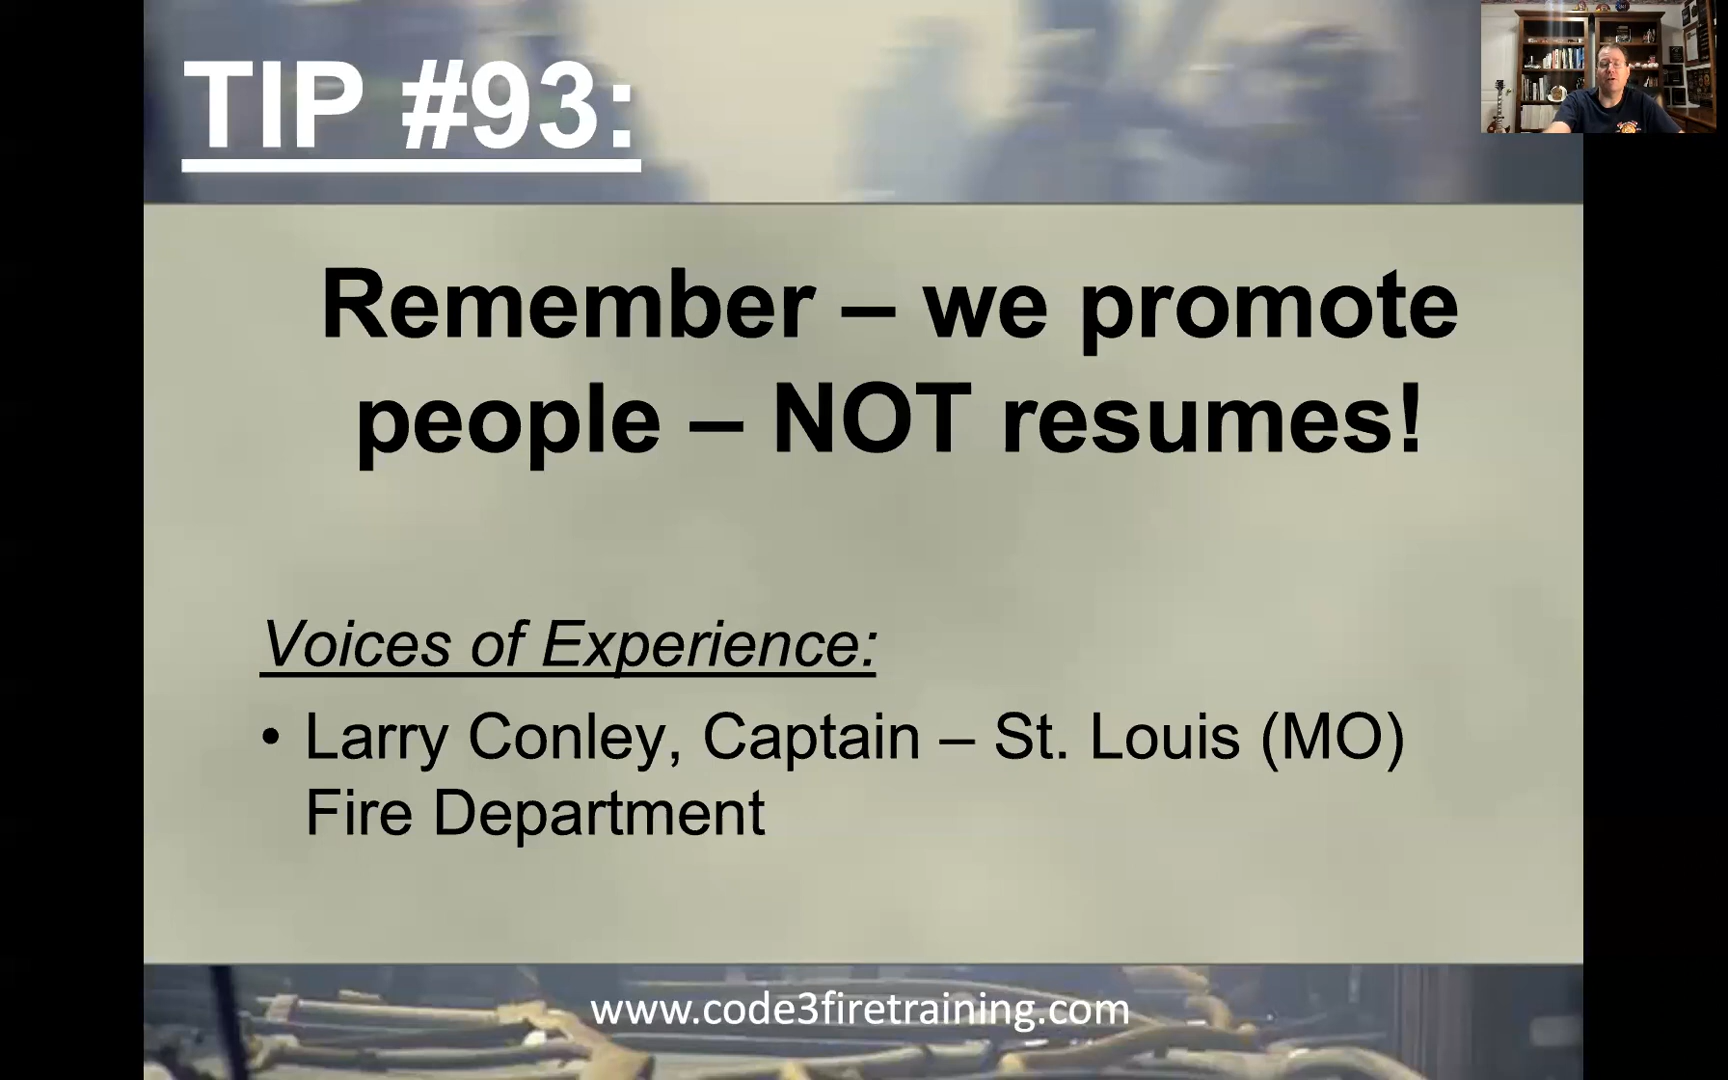 TIP #93:
Remember – we promote
people – NOT resumes!
Voices of Experience:
• Larry Conley, Captain – St. Louis (MO)
Fire Department
www.code3firetraining.com